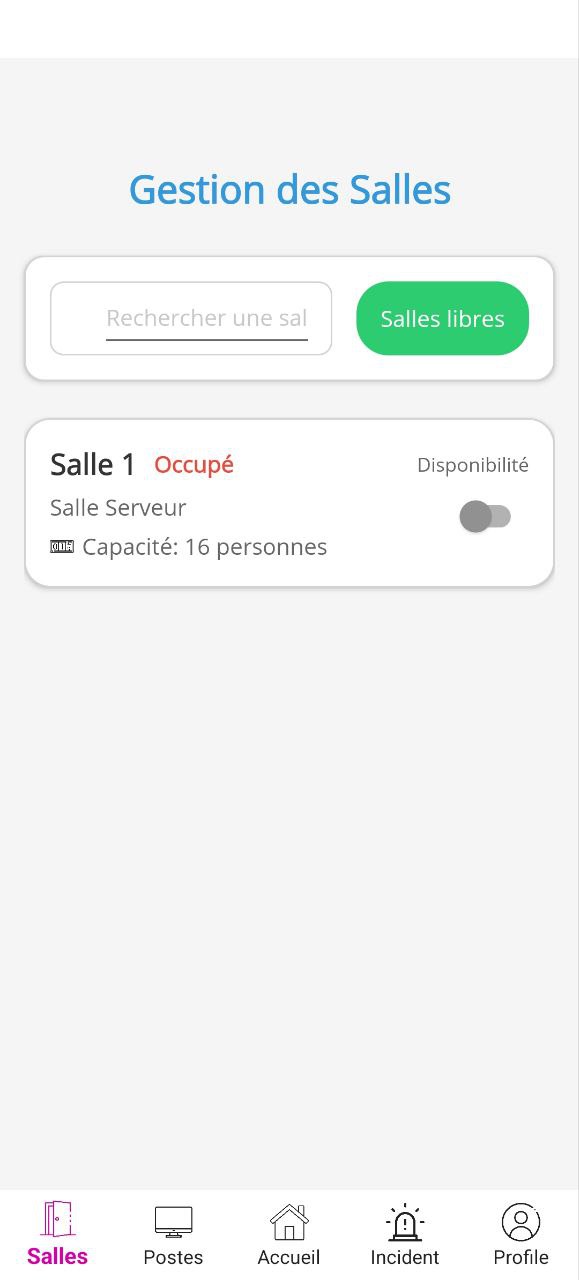 Gestion des Salles
Rechercher une sal
Salles libres
Salle 1 Occupé
Disponibilité
Salle Serveur
Capacité: 16 personnes
Salles
Postes
Accueil
Incident
Profile